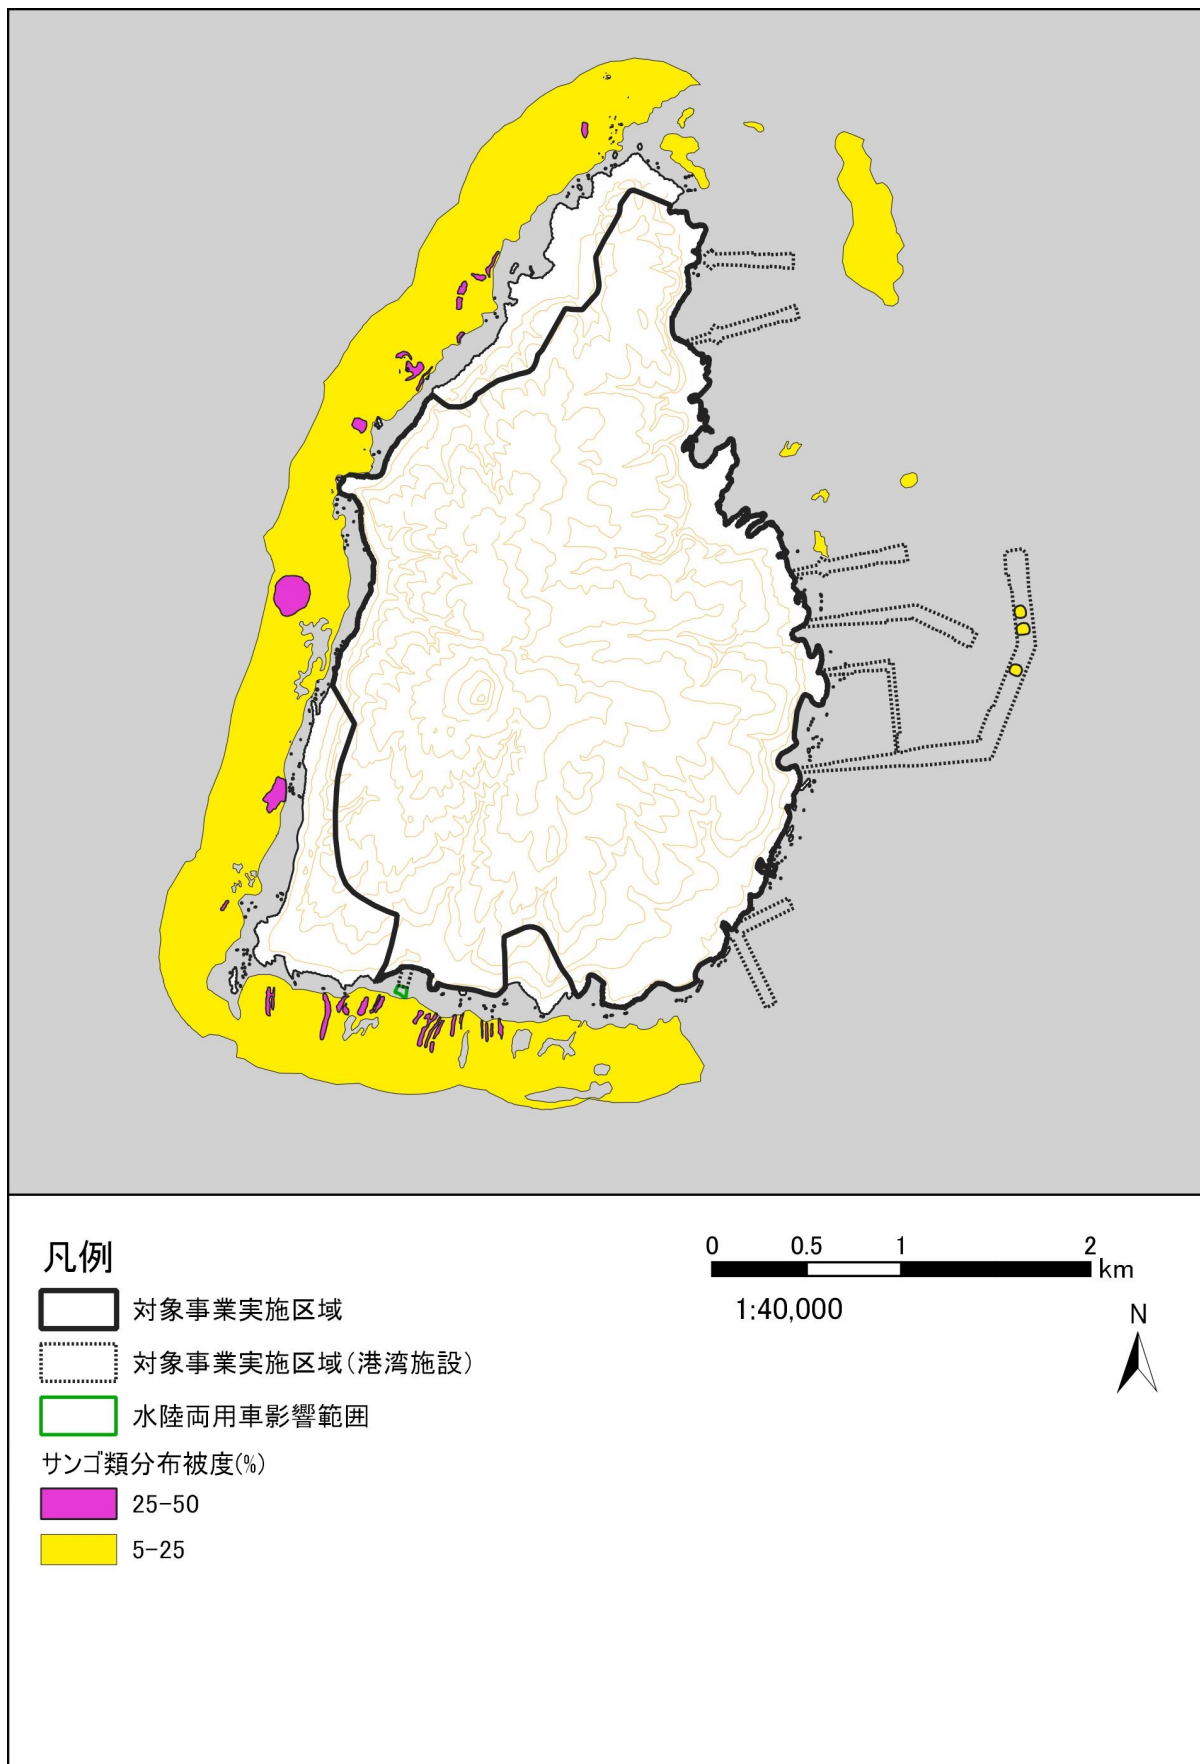 凡例
対象事業実施区域
対象事業実施区域(港湾施設)
水陸両用車影響範囲
サンゴ類分布被度(%)
25-50
5-25
0 0.5 1 2
km
1:40,000
N